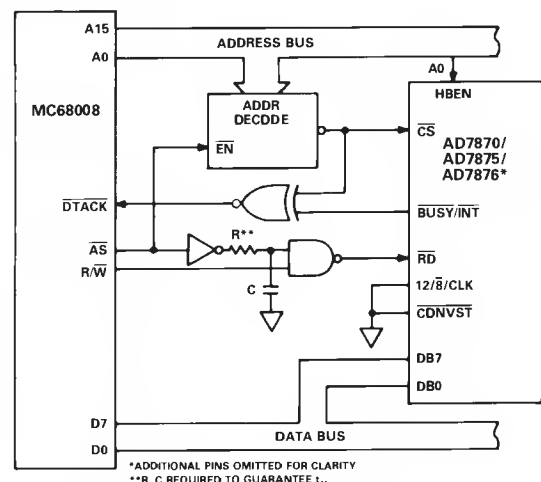 A15
ADDRESS BUS
A0
A0
HBEN
MC68008
ADDR
DECDDE
EN
CS
AD7870/
AD7875/
AD7876*
DTACK
BUSY/INT
R**
AS
R/W
RD
C
12/8/CLK
CDNVST
DB7
DB0
D7
D0
DATA BUS
*ADDITIONAL PINS OMITTED FOR CLARITY
**R, C REQUIRED TO GUARANTEE